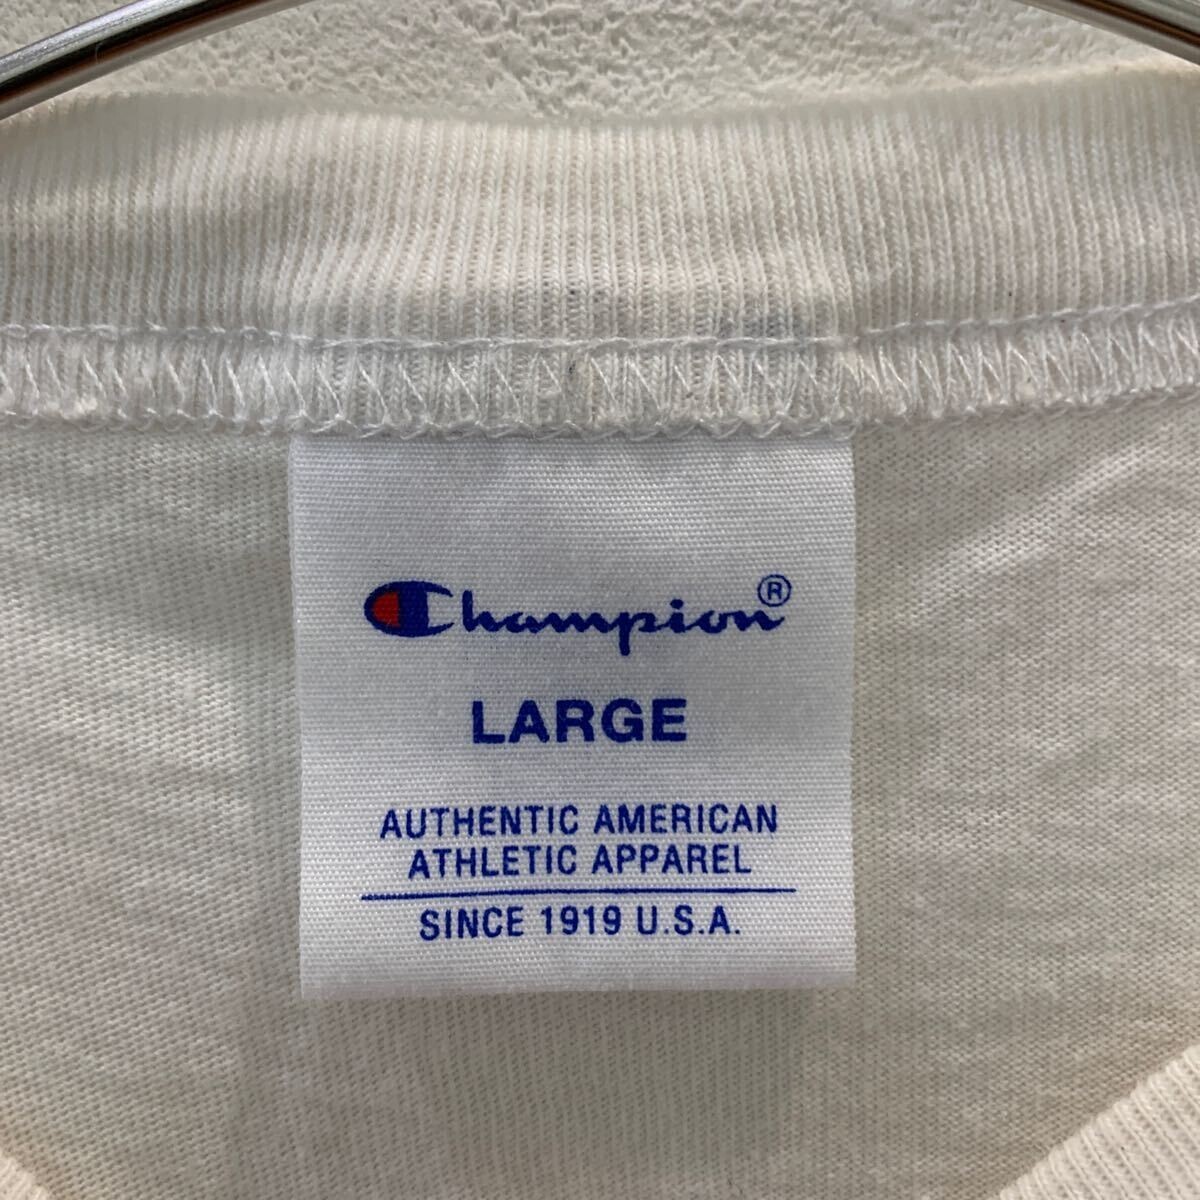 Champion®
LARGE
AUTHENTIC AMERICAN
ATHLETIC APPAREL
SINCE 1919 U.S.A.